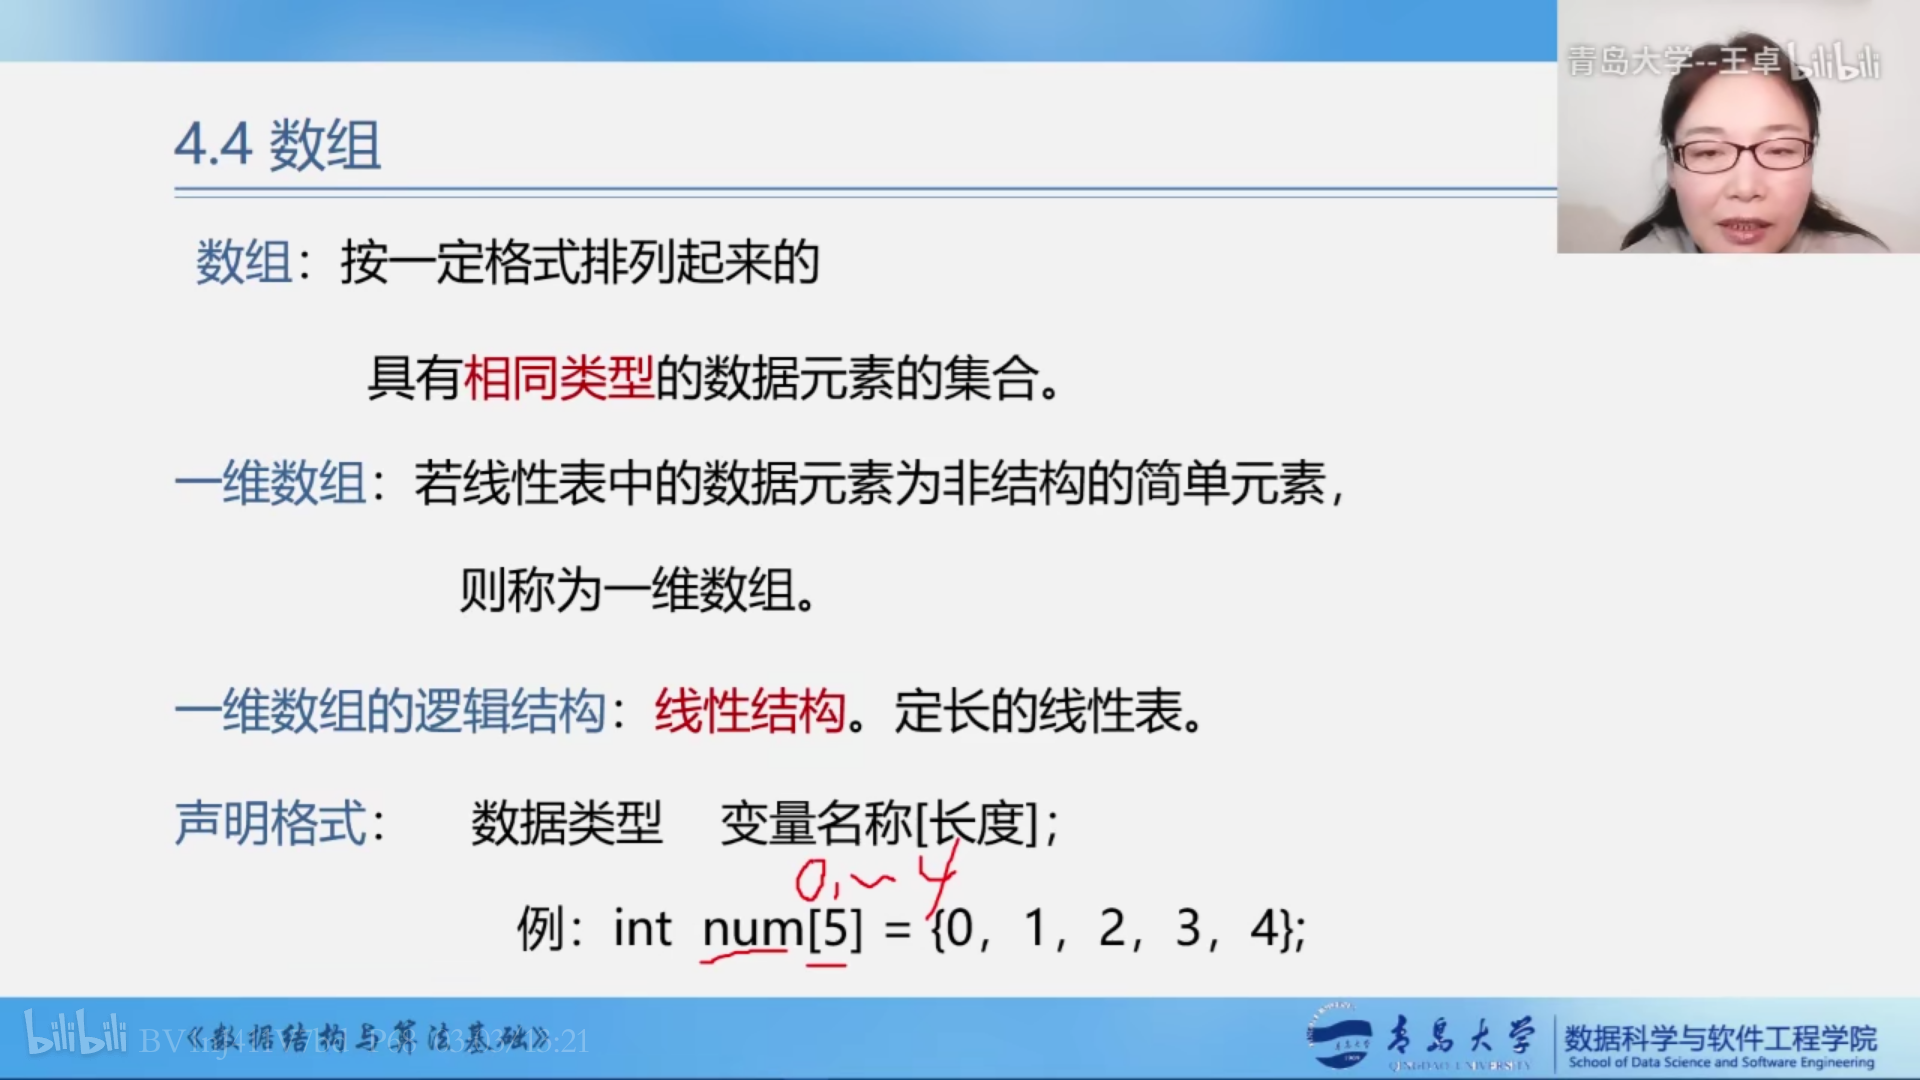 青岛大学--王卓 bilibili
4.4 数组
数组：按一定格式排列起来的
具有相同类型的数据元素的集合。
一维数组：若线性表中的数据元素为非结构的简单元素，
则称为一维数组。
一维数组的逻辑结构：线性结构。定长的线性表。
声明格式： 数据类型 变量名称[长度];
0,~4
例：int num[5] = {0，1，2，3，4};
bilibili
《数据结构与算法基础》
青岛大学
QINGDAO UNIVERSITY
数据科学与软件工程学院
School of Data Science and Software Engineering